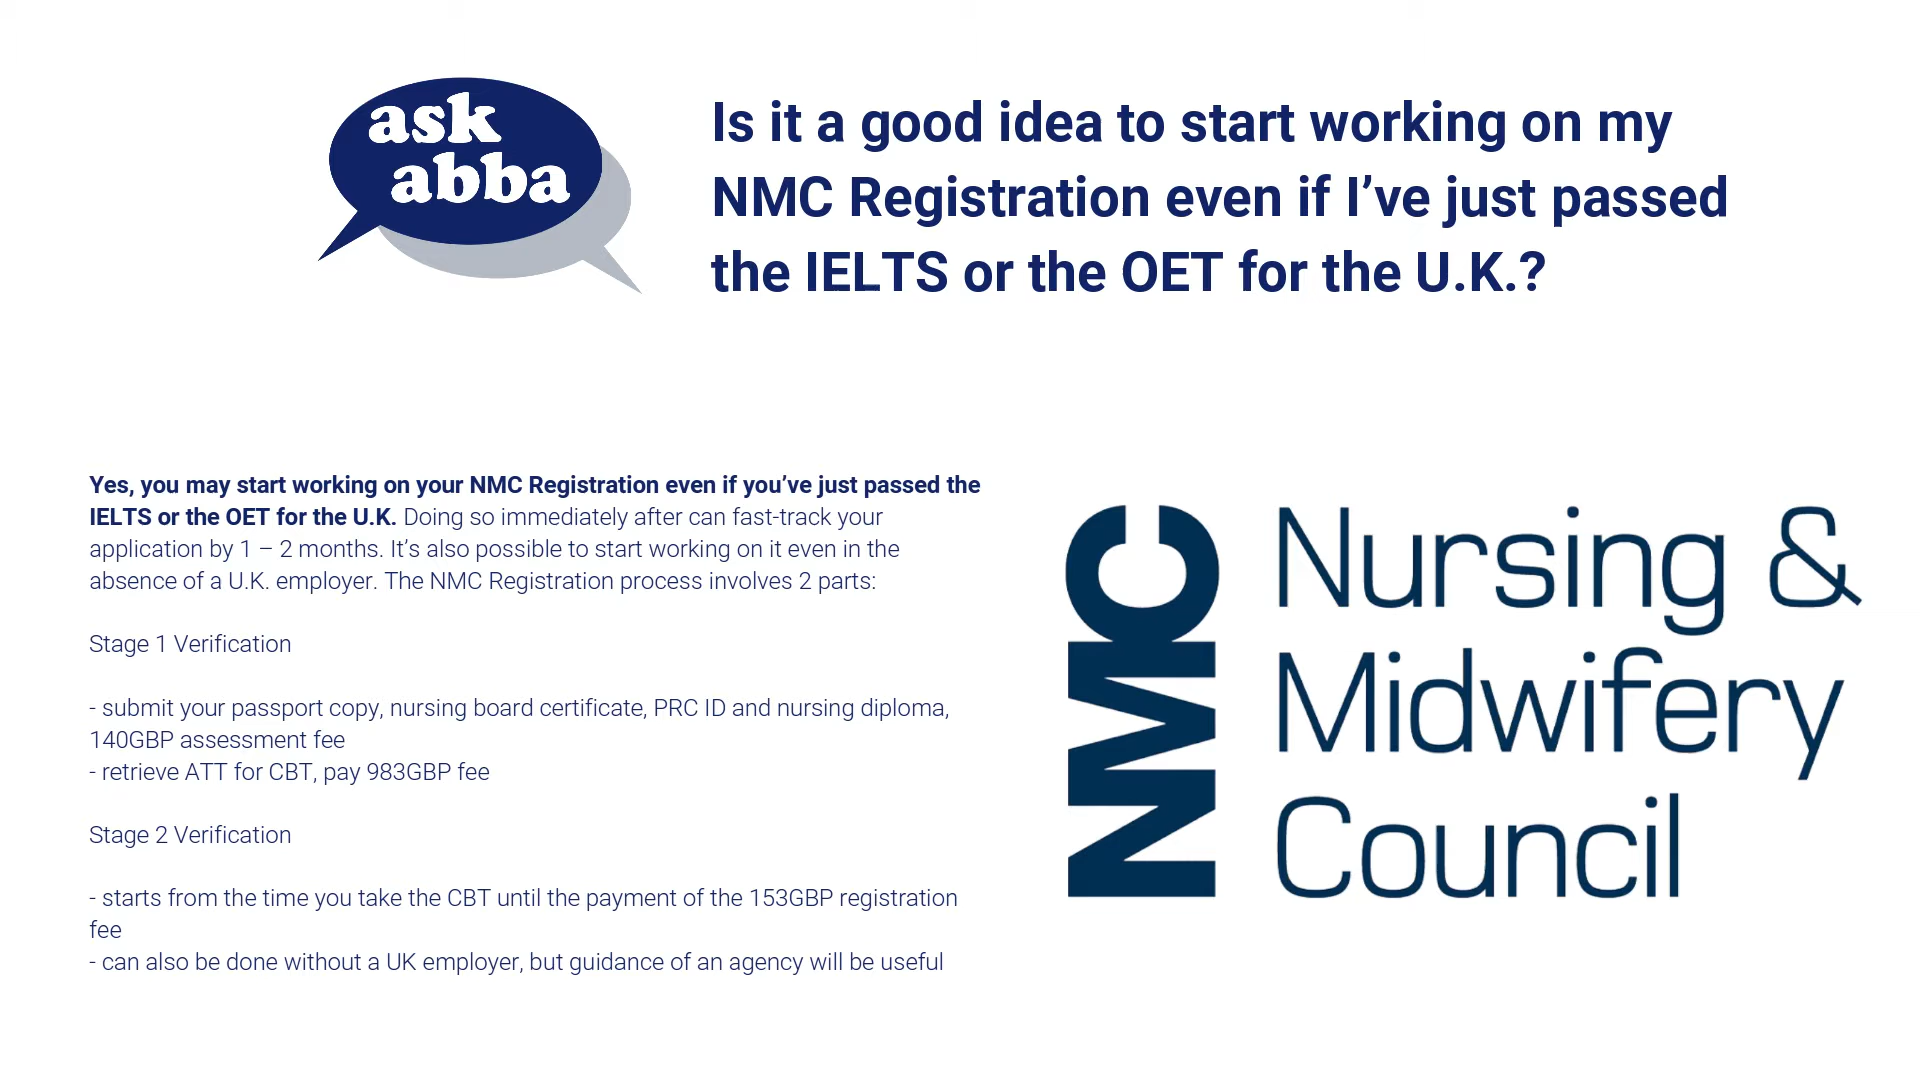 ask
abba
Is it a good idea to start working on my
NMC Registration even if I’ve just passed
the IELTS or the OET for the U.K.?
Yes, you may start working on your NMC Registration even if you’ve just passed the
IELTS or the OET for the U.K. Doing so immediately after can fast-track your
application by 1 – 2 months. It’s also possible to start working on it even in the
absence of a U.K. employer. The NMC Registration process involves 2 parts:
Stage 1 Verification
- submit your passport copy, nursing board certificate, PRC ID and nursing diploma,
140GBP assessment fee
- retrieve ATT for CBT, pay 983GBP fee
Stage 2 Verification
- starts from the time you take the CBT until the payment of the 153GBP registration
fee
- can also be done without a UK employer, but guidance of an agency will be useful
NMC
Nursing &
Midwifery
Council